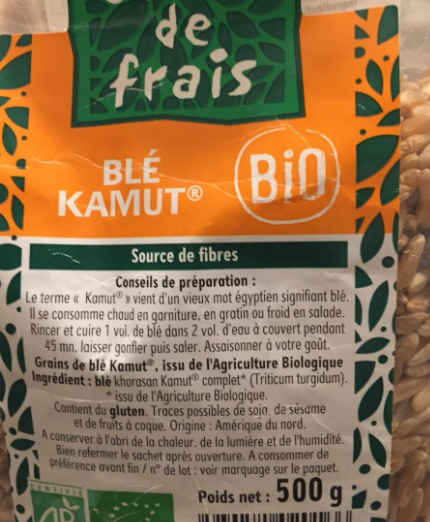 de
frais
BLÉ
KAMUT®
BiO
Source de fibres
Conseils de préparation :
Le terme « Kamut® » vient d'un vieux mot égyptien signifiant blé.
Il se consomme chaud en garniture, en gratin ou froid en salade.
Rincer et cuire 1 vol. de blé dans 2 vol. d'eau à couvert pendant
45 mn. laisser gonfler puis saler. Assaisonner à votre goût.
Grains de blé Kamut®, issu de l'Agriculture Biologique
Ingrédient : blé khorasan Kamut® complet* (Triticum turgidum).
* issu de l'Agriculture Biologique.
Contient du gluten. Traces possibles de soja, de sésame
et de fruits à coque. Origine : Amérique du nord.
A conserver à l'abri de la chaleur, de la lumière et de l'humidité.
Bien refermer le sachet après ouverture. A consommer de
préférence avant fin / n° de lot : voir marquage sur le paquet.
CERTIFIÉ
AB
Poids net : 500 g